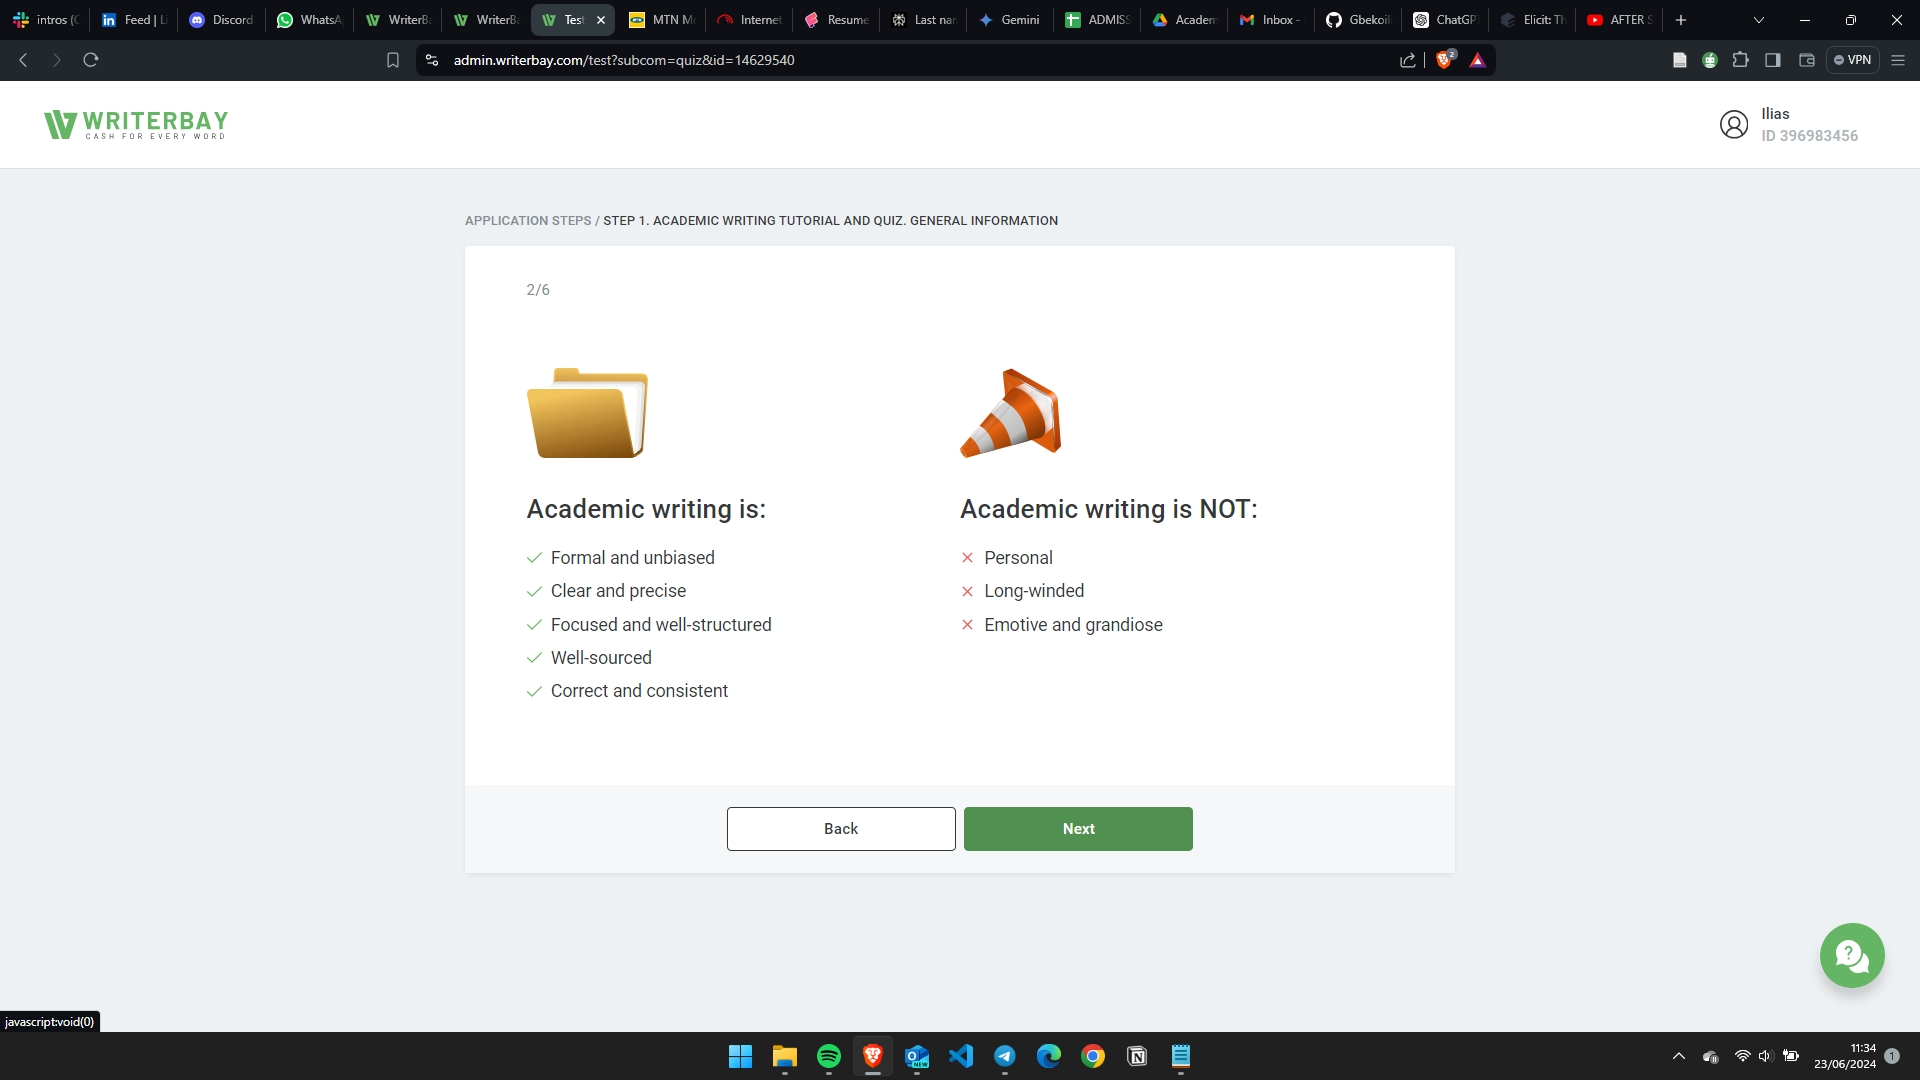 intros (
Feed | L
Discord
WhatsA
WriterB
WriterB
Test
MTN M
Internet
Resume
Last nam
Gemini
ADMISS
Academ
Inbox -
Gbekoil
ChatGP
Elicit: Th
AFTER S
admin.writerbay.com/test?subcom=quiz&id=14629540
2
VPN
WRITERBAY
CASH FOR EVERY WORD
Ilias
ID 396983456
APPLICATION STEPS / STEP 1. ACADEMIC WRITING TUTORIAL AND QUIZ. GENERAL INFORMATION
2/6
Academic writing is:
Formal and unbiased
Clear and precise
Focused and well-structured
Well-sourced
Correct and consistent
Academic writing is NOT:
Personal
Long-winded
Emotive and grandiose
Back
Next
javascript:void(0)
NEW
11:34
23/06/2024
1